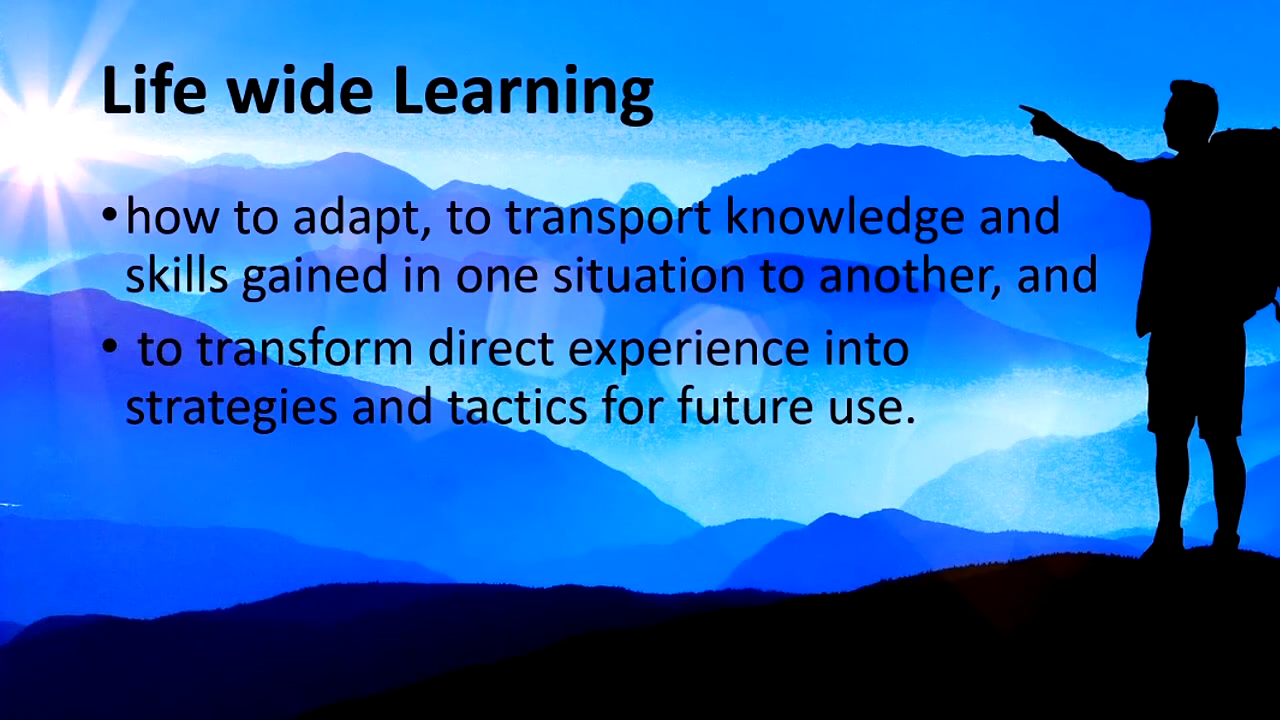 Life wide Learning
•how to adapt, to transport knowledge and
skills gained in one situation to another, and
• to transform direct experience into
strategies and tactics for future use.